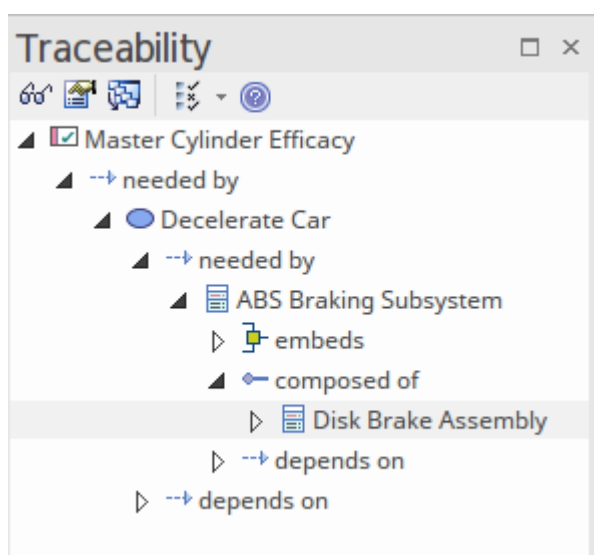 Traceability
Master Cylinder Efficacy
needed by
Decelerate Car
needed by
ABS Braking Subsystem
embeds
composed of
Disk Brake Assembly
depends on
depends on